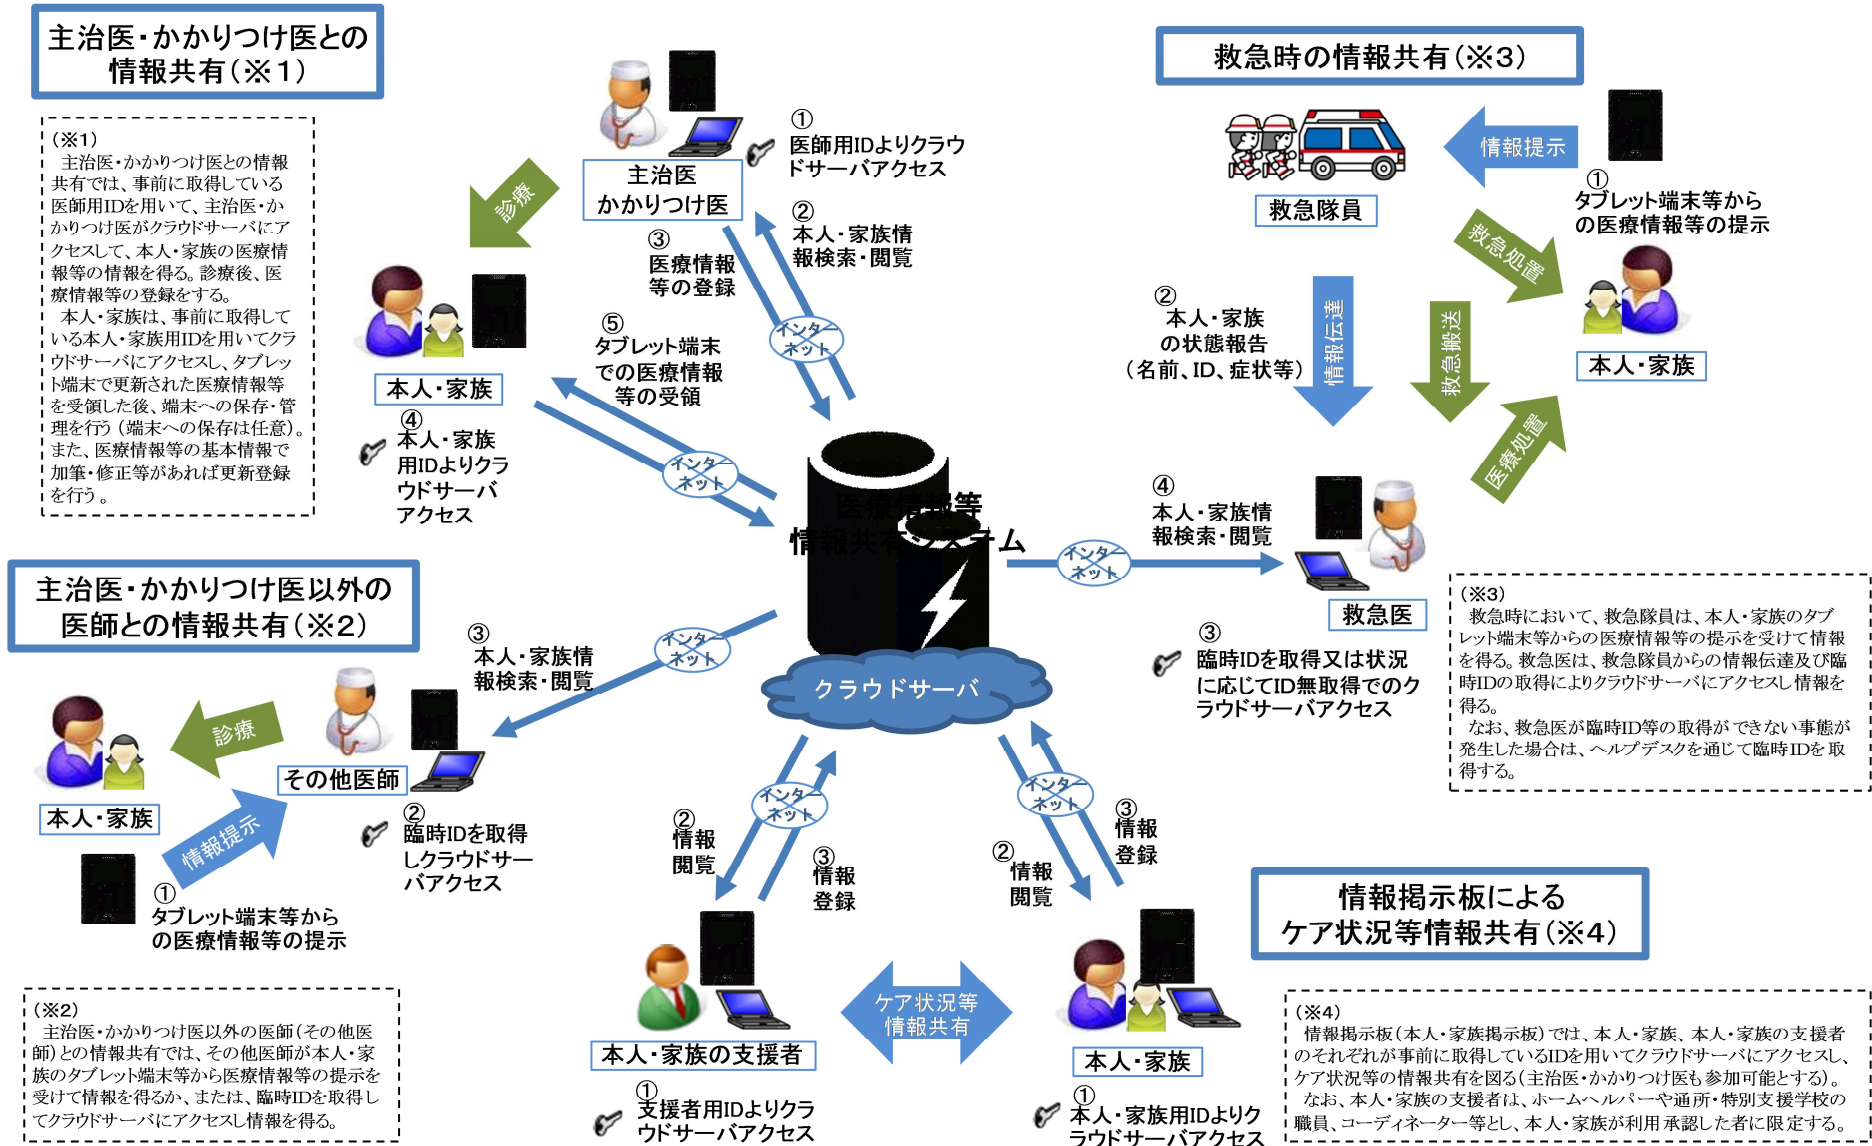 主治医・かかりつけ医との
情報共有(※1)
(※1)
主治医・かかりつけ医との情報
共有では、事前に取得している
医師用IDを用いて、主治医・か
かりつけ医がクラウドサーバにア
クセスして、本人・家族の医療情
報等の情報を得る。診療後、医
療情報等の登録をする。
本人・家族は、事前に取得して
いる本人・家族用IDを用いてクラ
ウドサーバにアクセスし、タブレッ
ト端末で更新された医療情報等
を受領した後、端末への保存・管
理を行う(端末への保存は任意)。
また、医療情報等の基本情報で
加筆・修正等があれば更新登録
を行う。
主治医
かかりつけ医
①
医師用IDよりクラウ
ドサーバアクセス
②
本人・家族情
報検索・閲覧
③
医療情報
等の登録
診療
インター
ネット
本人・家族
④
本人・家族
用IDよりクラ
ウドサーバ
アクセス
⑤
タブレット端末
での医療情報
等の受領
インター
ネット
医療情報等
情報共有システム
クラウドサーバ
救急時の情報共有(※3)
救急隊員
情報提示
①
タブレット端末等から
の医療情報等の提示
救急処置
本人・家族
②
本人・家族
の状態報告
(名前、ID、症状等)
情報伝達
救急搬送
医療処置
④
本人・家族情
報検索・閲覧
インター
ネット
救急医
③
臨時IDを取得又は状況
に応じてID無取得でのク
ラウドサーバアクセス
(※3)
救急時において、救急隊員は、本人・家族のタブ
レット端末等からの医療情報等の提示を受けて情報
を得る。救急医は、救急隊員からの情報伝達及び臨
時IDの取得によりクラウドサーバにアクセスし情報を
得る。
なお、救急医が臨時ID等の取得ができない事態が
発生した場合は、ヘルプデスクを通じて臨時IDを取
得する。
主治医・かかりつけ医以外の
医師との情報共有(※2)
③
本人・家族情
報検索・閲覧
インター
ネット
診療
その他医師
本人・家族
②
臨時IDを取得
しクラウドサー
バアクセス
情報提示
①
タブレット端末等から
の医療情報等の提示
(※2)
主治医・かかりつけ医以外の医師(その他医
師)との情報共有では、その他医師が本人・家
族のタブレット端末等から医療情報等の提示を
受けて情報を得るか、または、臨時IDを取得し
てクラウドサーバにアクセスし情報を得る。
インター
ネット
②
情報
閲覧
③
情報
登録
インター
ネット
②
情報
閲覧
③
情報
登録
本人・家族の支援者
①
支援者用IDよりクラ
ウドサーバアクセス
ケア状況等
情報共有
本人・家族
①
本人・家族用IDよりク
ラウドサーバアクセス
情報掲示板による
ケア状況等情報共有(※4)
(※4)
情報掲示板(本人・家族掲示板)では、本人・家族、本人・家族の支援者
のそれぞれが事前に取得しているIDを用いてクラウドサーバにアクセスし、
ケア状況等の情報共有を図る(主治医・かかりつけ医も参加可能とする)。
なお、本人・家族の支援者は、ホームヘルパーや通所・特別支援学校の
職員、コーディネーター等とし、本人・家族が利用承認した者に限定する。